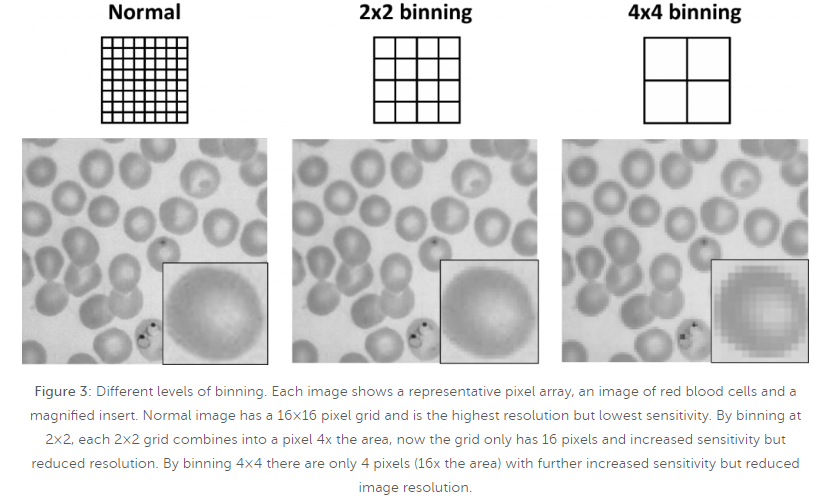 Normal 2x2 binning 4x4 binning
Figure 3: Different levels of binning. Each image shows a representative pixel array, an image of red blood cells and a
magnified insert. Normal image has a 16×16 pixel grid and is the highest resolution but lowest sensitivity. By binning at
2×2, each 2×2 grid combines into a pixel 4x the area, now the grid only has 16 pixels and increased sensitivity but
reduced resolution. By binning 4×4 there are only 4 pixels (16x the area) with further increased sensitivity but reduced
image resolution.